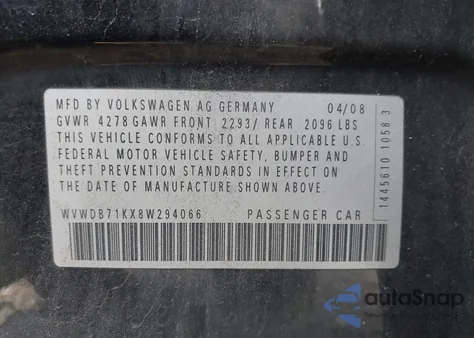 MFD BY VOLKSWAGEN AG GERMANY 04/08
GVWR 4278 GAWR FRONT 2293/ REAR 2096 LBS
THIS VEHICLE CONFORMS TO ALL APPLICABLE U.S.
FEDERAL MOTOR VEHICLE SAFETY, BUMPER AND
THEFT PREVENTION STANDARDS IN EFFECT ON
THE DATE OF MANUFACTURE SHOWN ABOVE.
WVWDB71KX8W294066 PASSENGER CAR
1445610 1058 3
autoSnap